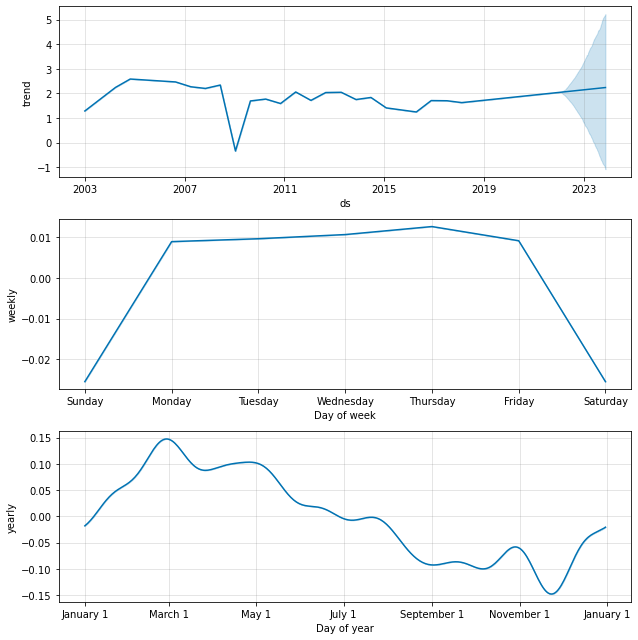 5
4
3
2
1
0
−1
trend
2003 2007 2011 2015 2019 2023
ds
0.01
0.00
−0.01
−0.02
weekly
Sunday Monday Tuesday Wednesday Thursday Friday Saturday
Day of week
0.15
0.10
0.05
0.00
−0.05
−0.10
−0.15
yearly
January 1 March 1 May 1 July 1 September 1 November 1 January 1
Day of year